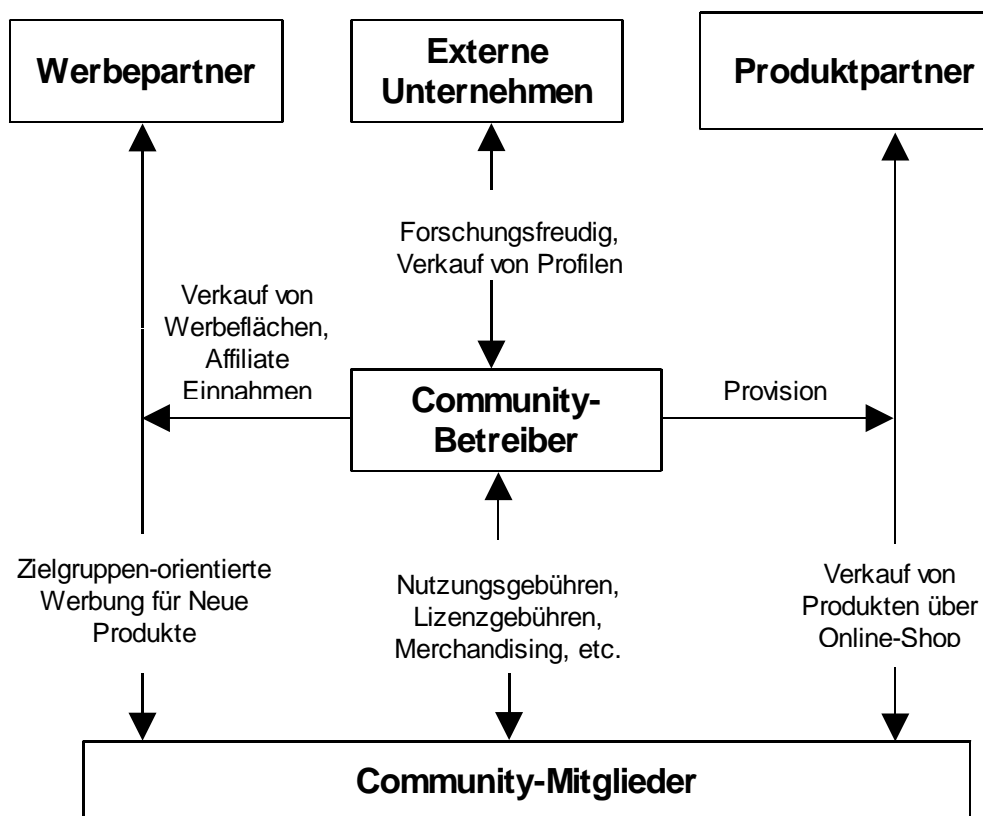 Werbepartner
Externe
Unternehmen
Produktpartner
Forschungsfreudig,
Verkauf von Profilen
Verkauf von
Werbeflächen,
Affiliate
Einnahmen
Community-
Betreiber
Provision
Zielgruppen-orientierte
Werbung für Neue
Produkte
Nutzungsgebühren,
Lizenzgebühren,
Merchandising, etc.
Verkauf von
Produkten über
Online-Shop
Community-Mitglieder